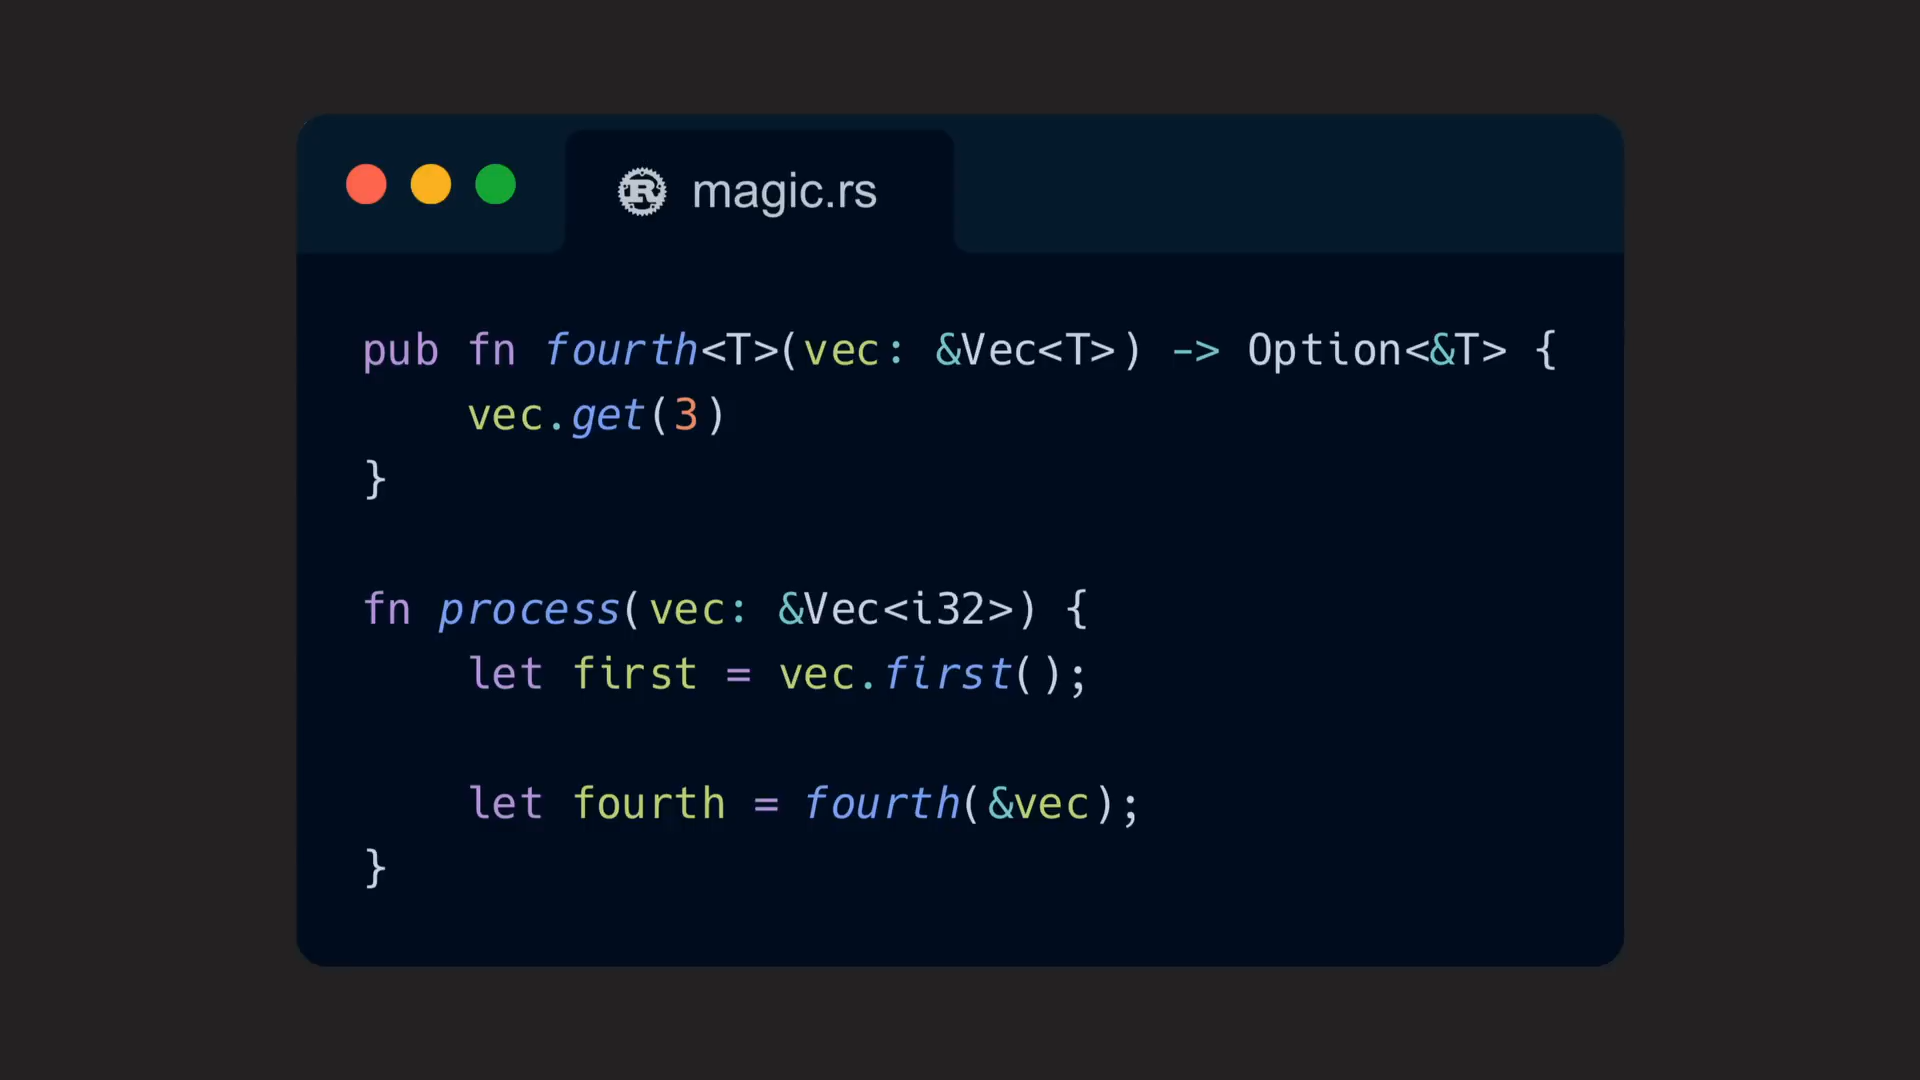 magic.rs
pub fn fourth<T>(vec: &Vec<T>) -> Option<&T> {
    vec.get(3)
}
fn process(vec: &Vec<i32>) {
    let first = vec.first();
    let fourth = fourth(&vec);
}